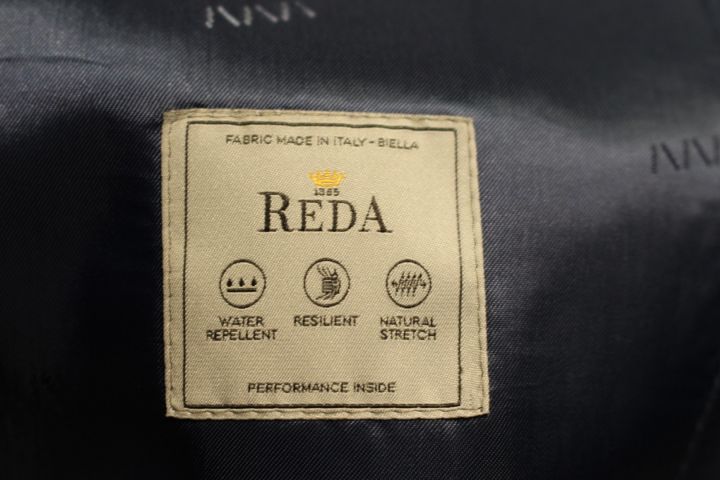 FABRIC MADE IN ITALY - BIELLA
1865
REDA
WATER REPELLENT
RESILIENT
NATURAL STRETCH
PERFORMANCE INSIDE